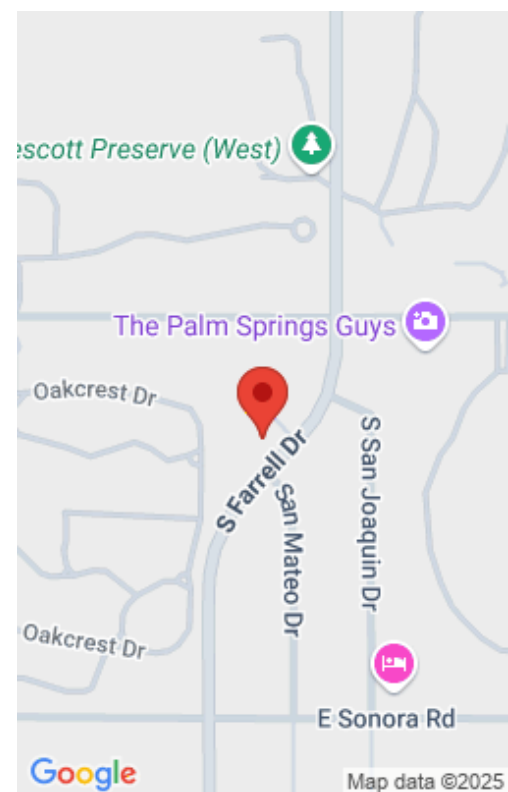 escott Preserve (West)
The Palm Springs Guys
Oakcrest Dr
S Farrell Dr
S San Joaquin Dr
San Mateo Dr
Oakcrest Dr
E Sonora Rd
Google
Map data ©2025